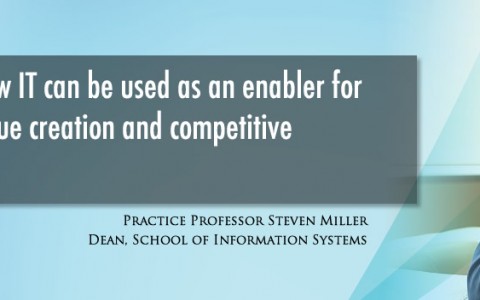 IT can be used as an enabler for
creation and competitive
PRACTICE PROFESSOR STEVEN MILLER
DEAN, SCHOOL OF INFORMATION SYSTEMS